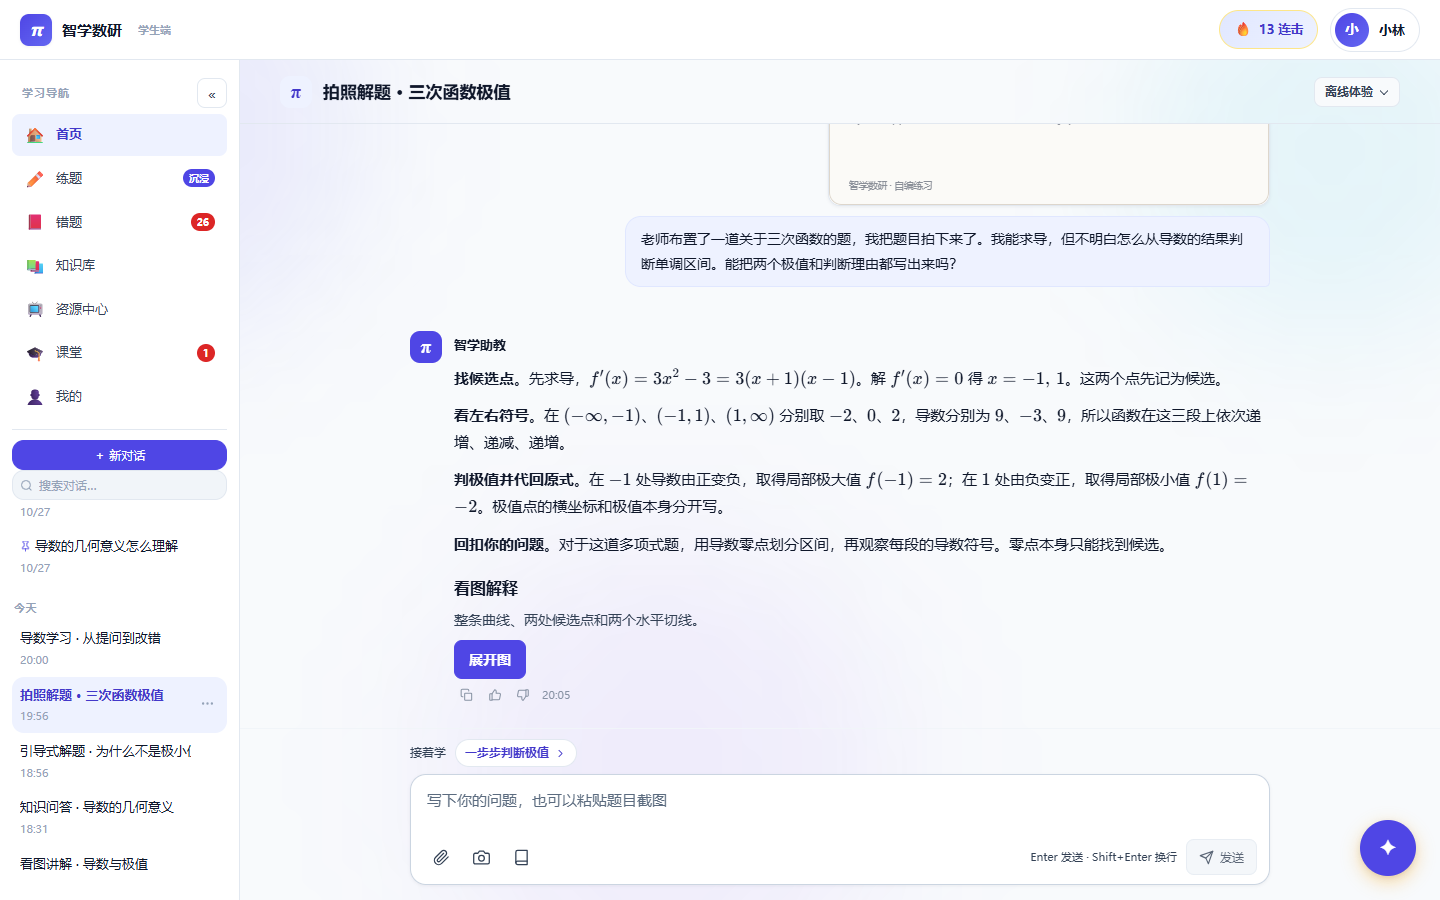 π 智学数研 学生端
13 连击
小 小林
学习导航 «
首页
练题 沉浸
错题 26
知识库
资源中心
课堂 1
我的
+ 新对话
搜索对话...
10/27
导数的几何意义怎么理解
10/27
今天
导数学习 · 从提问到改错
20:00
拍照解题 • 三次函数极值 ...
19:56
引导式解题 · 为什么不是极小
18:56
知识问答 · 导数的几何意义
18:31
看图讲解 · 导数与极值
π 拍照解题 • 三次函数极值
离线体验
智学数研 · 自编练习
老师布置了一道关于三次函数的题，我把题目拍下来了。我能求导，但不明白怎么从导数的结果判
断单调区间。能把两个极值和判断理由都写出来吗？
π 智学助教
找候选点。先求导，f′(x) = 3x² − 3 = 3(x + 1)(x − 1)。解 f′(x) = 0 得 x = −1, 1。这两个点先记为候选。
看左右符号。在 (−∞, −1)、(−1, 1)、(1, ∞) 分别取 −2、0、2，导数分别为 9、−3、9，所以函数在这三段上依次递
增、递减、递增。
判极值并代回原式。在 −1 处导数由正变负，取得局部极大值 f(−1) = 2；在 1 处由负变正，取得局部极小值 f(1) =
−2。极值点的横坐标和极值本身分开写。
回扣你的问题。对于这道多项式题，用导数零点划分区间，再观察每段的导数符号。零点本身只能找到候选。
看图解释
整条曲线、两处候选点和两个水平切线。
展开图
20:05
接着学 一步步判断极值 ›
写下你的问题，也可以粘贴题目截图
Enter 发送 · Shift+Enter 换行 发送